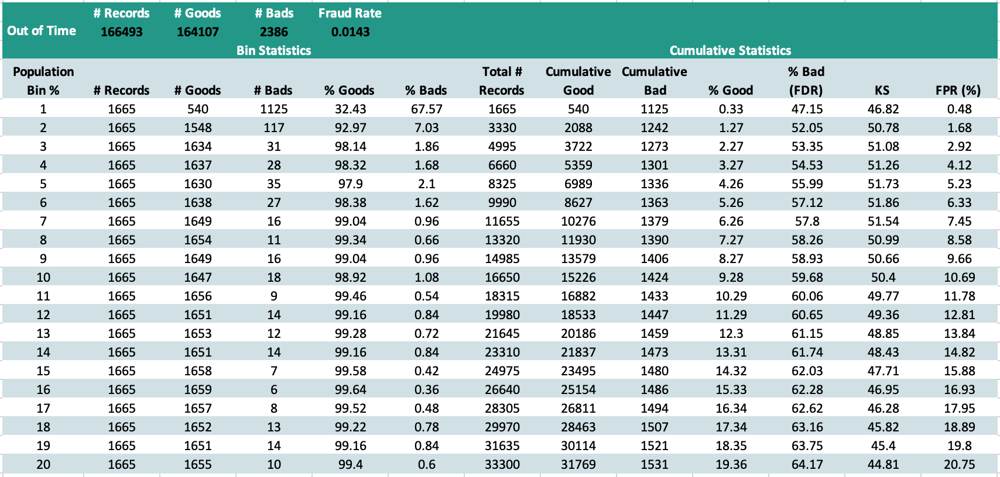 # Records # Goods # Bads Fraud Rate
Out of Time 166493 164107 2386 0.0143
Bin Statistics Cumulative Statistics
Population Total # Cumulative Cumulative % Bad
Bin % # Records # Goods # Bads % Goods % Bads Records Good Bad % Good (FDR) KS FPR (%)
1 1665 540 1125 32.43 67.57 1665 540 1125 0.33 47.15 46.82 0.48
2 1665 1548 117 92.97 7.03 3330 2088 1242 1.27 52.05 50.78 1.68
3 1665 1634 31 98.14 1.86 4995 3722 1273 2.27 53.35 51.08 2.92
4 1665 1637 28 98.32 1.68 6660 5359 1301 3.27 54.53 51.26 4.12
5 1665 1630 35 97.9 2.1 8325 6989 1336 4.26 55.99 51.73 5.23
6 1665 1638 27 98.38 1.62 9990 8627 1363 5.26 57.12 51.86 6.33
7 1665 1649 16 99.04 0.96 11655 10276 1379 6.26 57.8 51.54 7.45
8 1665 1654 11 99.34 0.66 13320 11930 1390 7.27 58.26 50.99 8.58
9 1665 1649 16 99.04 0.96 14985 13579 1406 8.27 58.93 50.66 9.66
10 1665 1647 18 98.92 1.08 16650 15226 1424 9.28 59.68 50.4 10.69
11 1665 1656 9 99.46 0.54 18315 16882 1433 10.29 60.06 49.77 11.78
12 1665 1651 14 99.16 0.84 19980 18533 1447 11.29 60.65 49.36 12.81
13 1665 1653 12 99.28 0.72 21645 20186 1459 12.3 61.15 48.85 13.84
14 1665 1651 14 99.16 0.84 23310 21837 1473 13.31 61.74 48.43 14.82
15 1665 1658 7 99.58 0.42 24975 23495 1480 14.32 62.03 47.71 15.88
16 1665 1659 6 99.64 0.36 26640 25154 1486 15.33 62.28 46.95 16.93
17 1665 1657 8 99.52 0.48 28305 26811 1494 16.34 62.62 46.28 17.95
18 1665 1652 13 99.22 0.78 29970 28463 1507 17.34 63.16 45.82 18.89
19 1665 1651 14 99.16 0.84 31635 30114 1521 18.35 63.75 45.4 19.8
20 1665 1655 10 99.4 0.6 33300 31769 1531 19.36 64.17 44.81 20.75